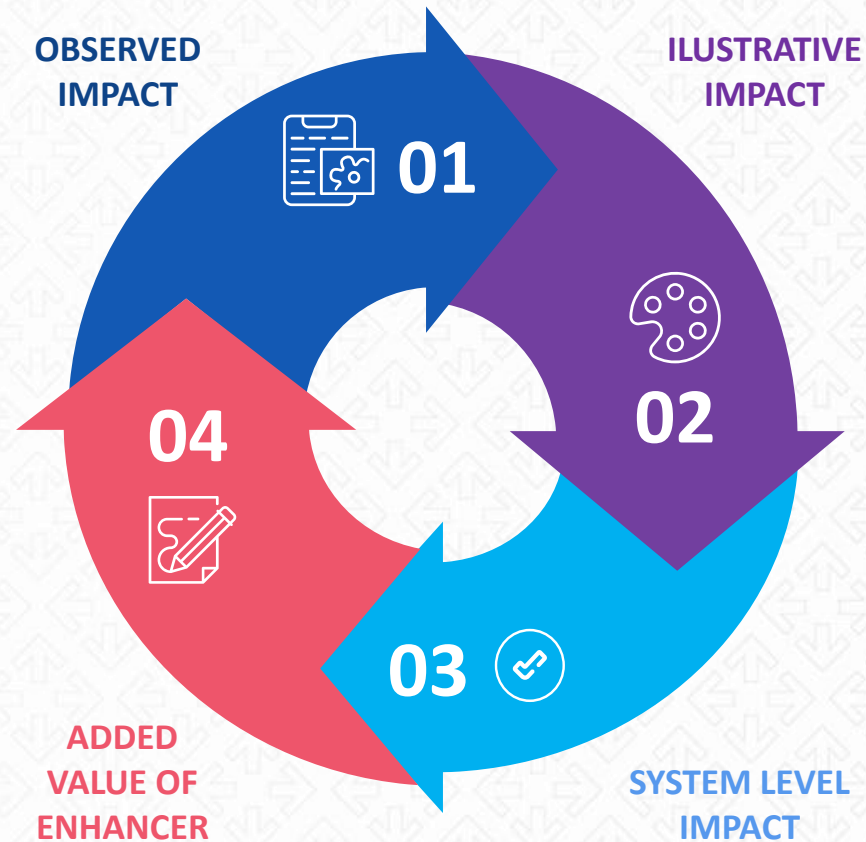 OBSERVED
IMPACT
01
ILUSTRATIVE
IMPACT
02
03
SYSTEM LEVEL
IMPACT
04
ADDED
VALUE OF
ENHANCER